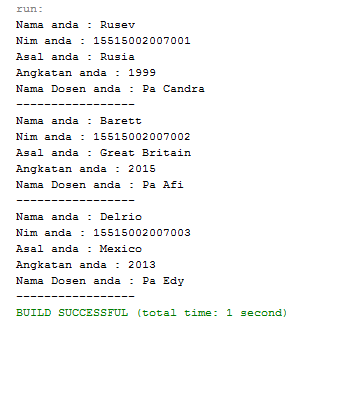 run:
Nama anda : Rusev
Nim anda : 15515002007001
Asal anda : Rusia
Angkatan anda : 1999
Nama Dosen anda : Pa Candra
-----------------
Nama anda : Barett
Nim anda : 15515002007002
Asal anda : Great Britain
Angkatan anda : 2015
Nama Dosen anda : Pa Afi
-----------------
Nama anda : Delrio
Nim anda : 15515002007003
Asal anda : Mexico
Angkatan anda : 2013
Nama Dosen anda : Pa Edy
-----------------
BUILD SUCCESSFUL (total time: 1 second)